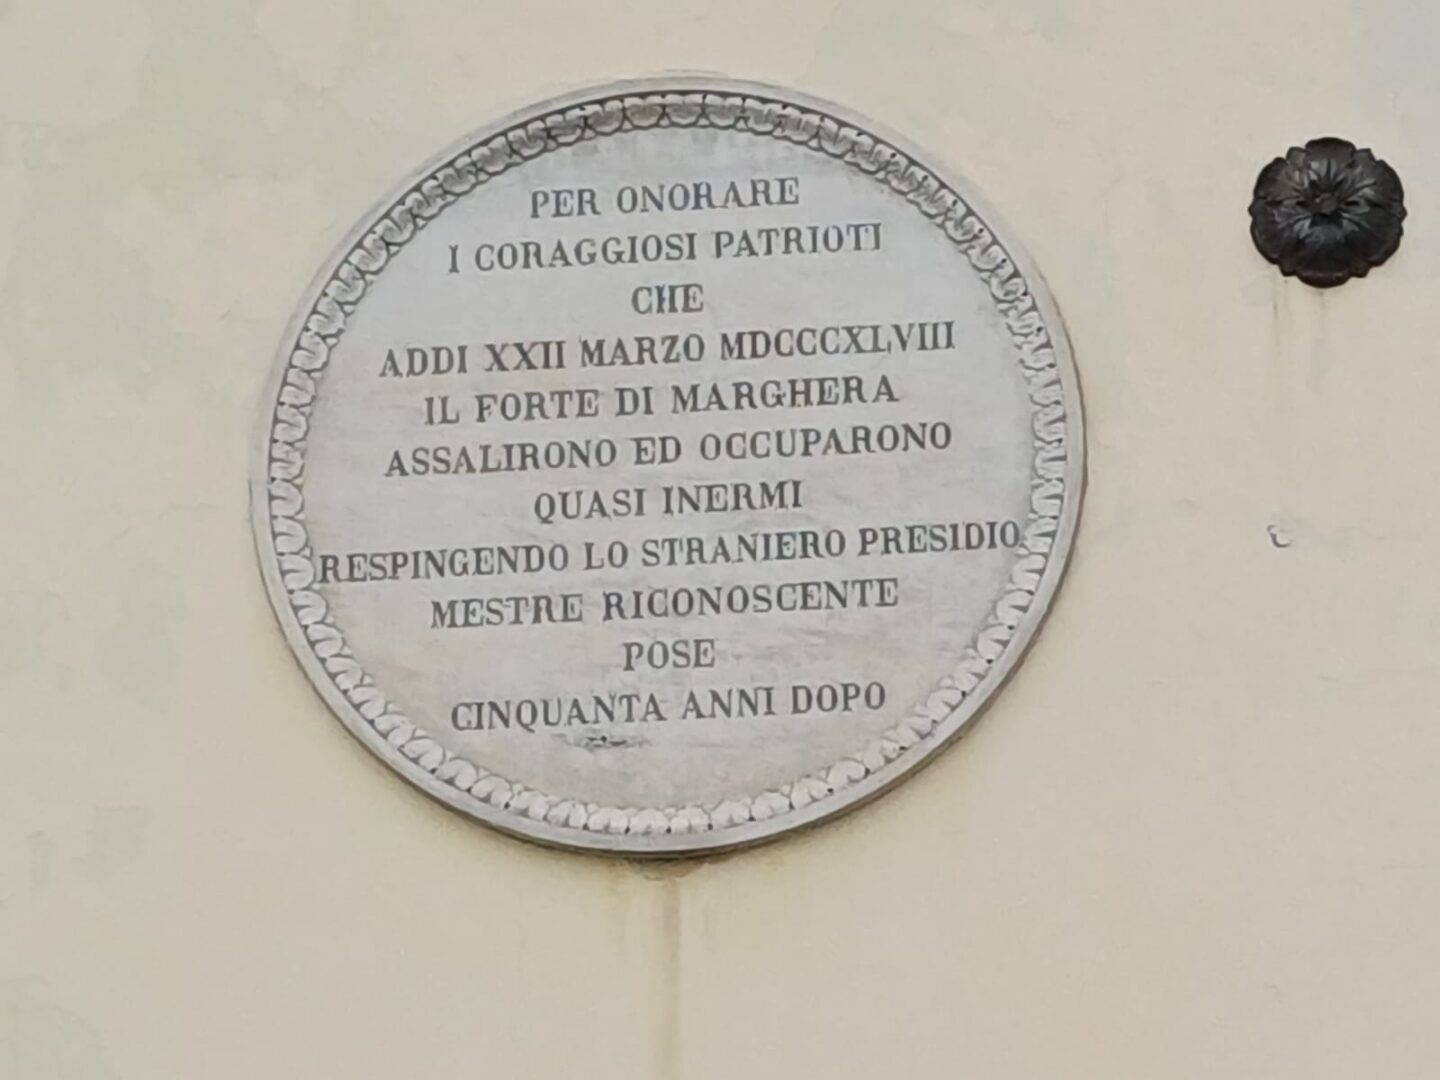 PER ONORARE
I CORAGGIOSI PATRIOTI
CHE
ADDI XXII MARZO MDCCCXLVIII
IL FORTE DI MARGHERA
ASSALIRONO ED OCCUPARONO
QUASI INERMI
RESPINGENDO LO STRANIERO PRESIDIO
MESTRE RICONOSCENTE
POSE
CINQUANTA ANNI DOPO